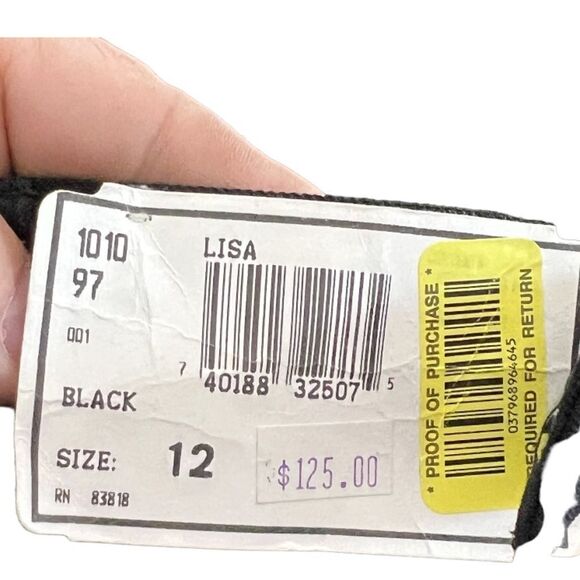 1010
97
001
BLACK
SIZE: 12
RN 83818
LISA
7 40188 32507 5
$125.00
* PROOF OF PURCHASE *
037968964645
REQUIRED FOR RETURN